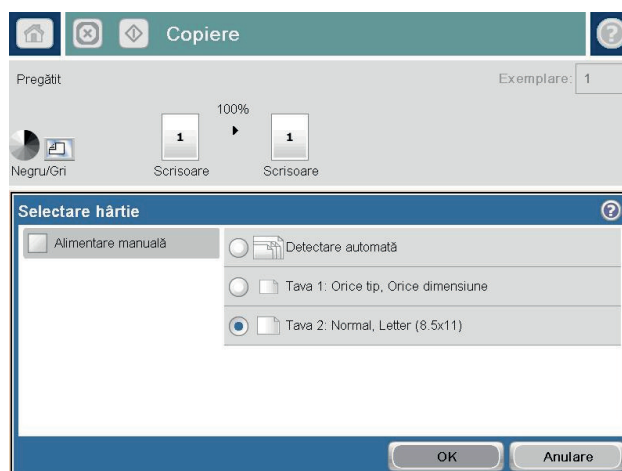 Copiere
Pregătit
Exemplare: 1
100%
1
1
Negru/Gri
Scrisoare
Scrisoare
Selectare hârtie
Alimentare manuală
Detectare automată
Tava 1: Orice tip, Orice dimensiune
Tava 2: Normal, Letter (8.5x11)
OK
Anulare